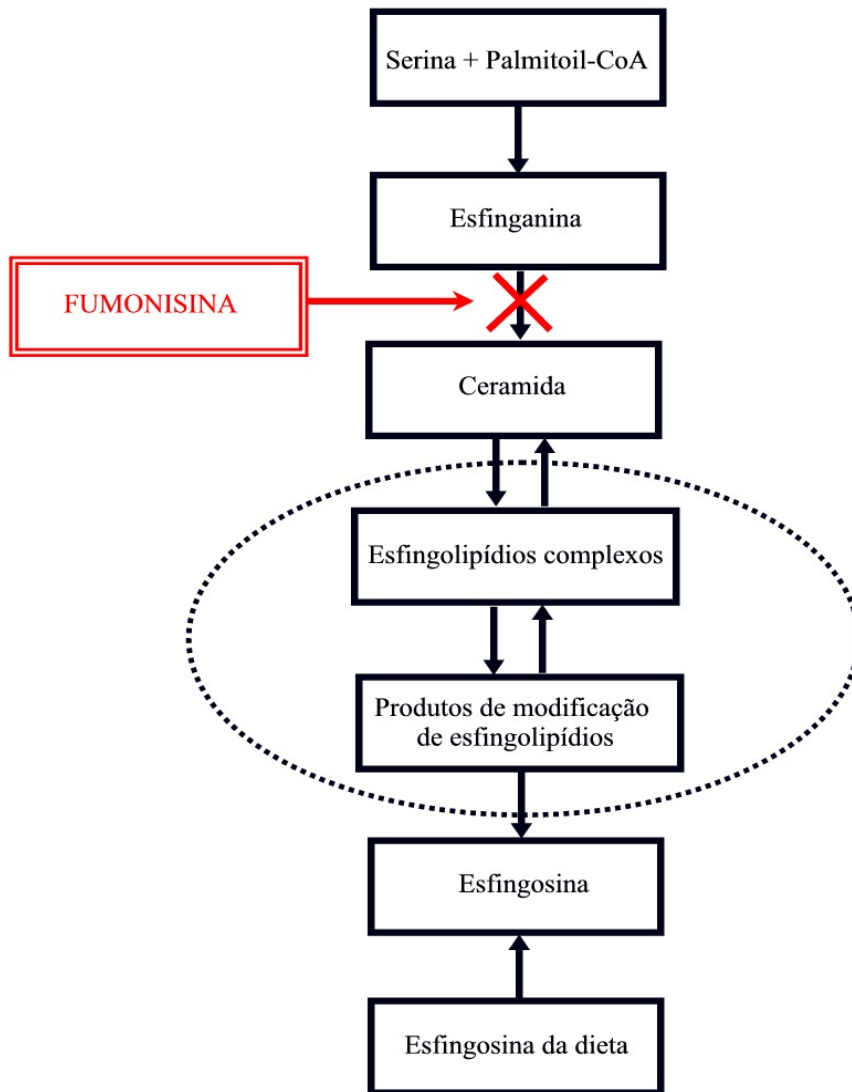 Serina + Palmitoil-CoA
Esfinganina
FUMONISINA
Ceramida
Esfingolipídios complexos
Produtos de modificação
de esfingolipídios
Esfingosina
Esfingosina da dieta